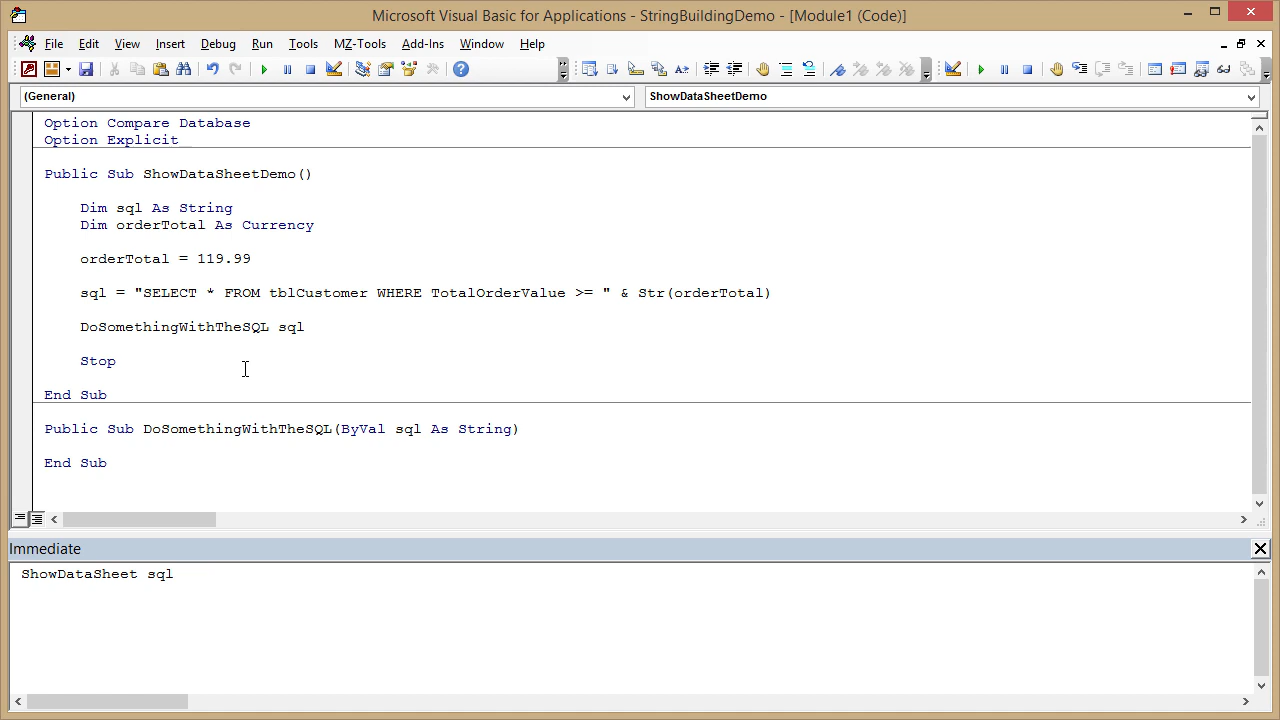 Microsoft Visual Basic for Applications - StringBuildingDemo - [Module1 (Code)]
File Edit View Insert Format Debug Run Tools MZ-Tools Add-Ins Window Help
(General) ShowDataSheetDemo
Option Compare Database
Option Explicit
Public Sub ShowDataSheetDemo()
Dim sql As String
Dim orderTotal As Currency
orderTotal = 119.99
sql = "SELECT * FROM tblCustomer WHERE TotalOrderValue >= " & Str(orderTotal)
DoSomethingWithTheSQL sql
Stop
End Sub
Public Sub DoSomethingWithTheSQL(ByVal sql As String)
End Sub
Immediate
ShowDataSheet sql